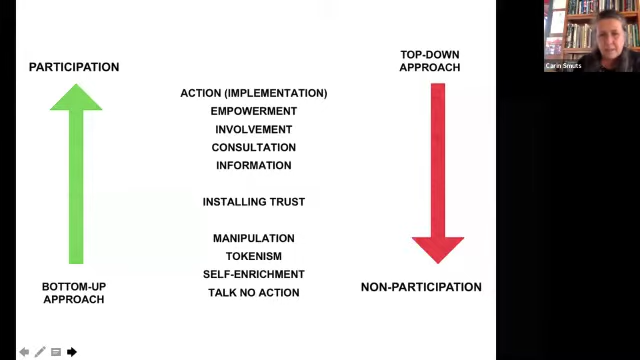 PARTICIPATION
BOTTOM-UP
APPROACH
ACTION (IMPLEMENTATION)
EMPOWERMENT
INVOLVEMENT
CONSULTATION
INFORMATION
INSTALLING TRUST
MANIPULATION
TOKENISM
SELF-ENRICHMENT
TALK NO ACTION
TOP-DOWN
APPROACH
NON-PARTICIPATION
Carin Smuts